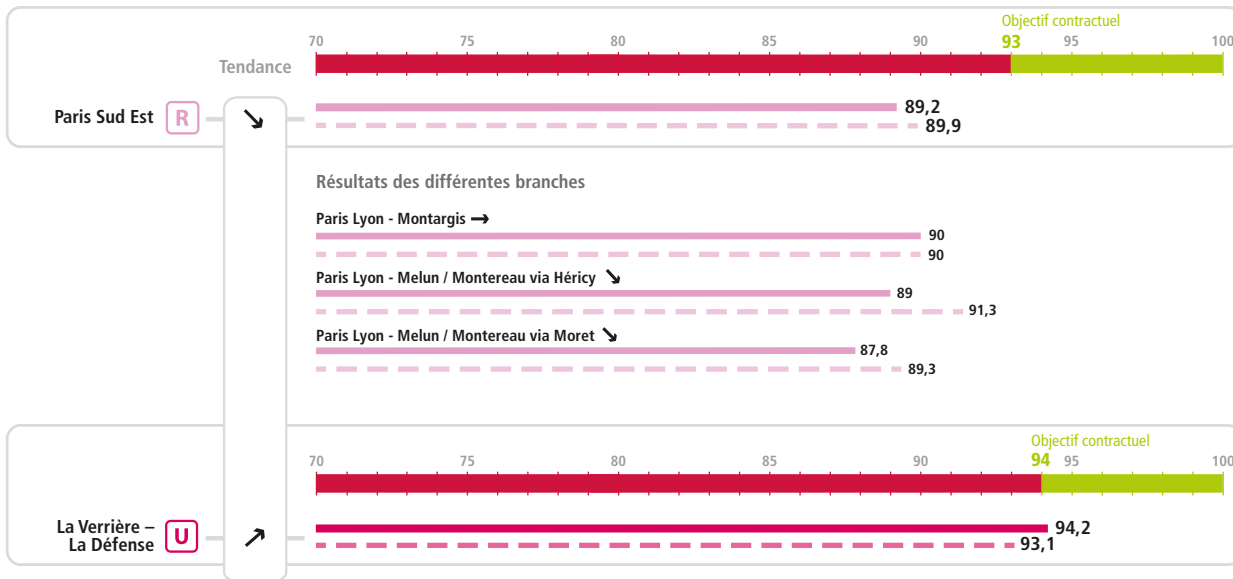 Objectif contractuel
70 75 80 85 90 93 95 100
Tendance
Paris Sud Est R
89,2
89,9
Résultats des différentes branches
Paris Lyon - Montargis →
90
90
Paris Lyon - Melun / Montereau via Héricy ↘
89
91,3
Paris Lyon - Melun / Montereau via Moret ↘
87,8
89,3
Objectif contractuel
70 75 80 85 90 94 95 100
La Verrière –
La Défense U
94,2
93,1